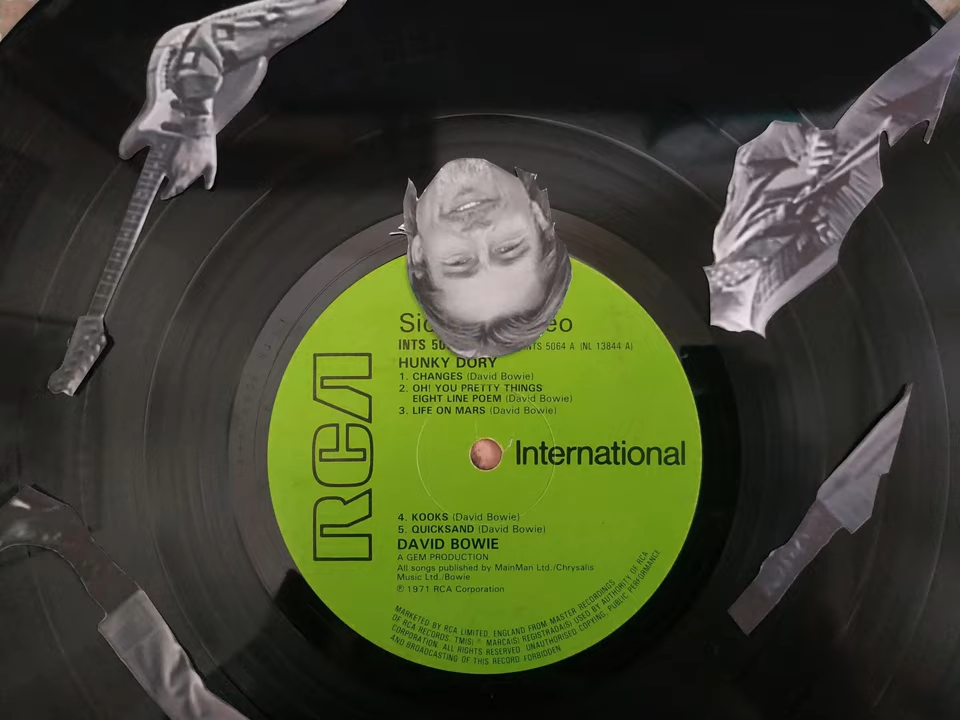 Sid eo
INTS 50 NTS 5064 A (NL 13844 A)
HUNKY DORY
1. CHANGES (David Bowie)
2. OH! YOU PRETTY THINGS
EIGHT LINE POEM (David Bowie)
3. LIFE ON MARS (David Bowie)
RCA
International
4. KOOKS (David Bowie)
5. QUICKSAND (David Bowie)
DAVID BOWIE
A GEM PRODUCTION
All songs published by MainMan Ltd./Chrysalis
Music Ltd./Bowie
℗ 1971 RCA Corporation
MARKETED BY RCA LIMITED, ENGLAND FROM MASTER RECORDINGS
OF RCA RECORDS. TM(S) ® MARCA(S) REGISTRADA(S) USED BY AUTHORITY OF RCA
CORPORATION. ALL RIGHTS RESERVED. UNAUTHORISED COPYING, PUBLIC PERFORMANCE
AND BROADCASTING OF THIS RECORD FORBIDDEN